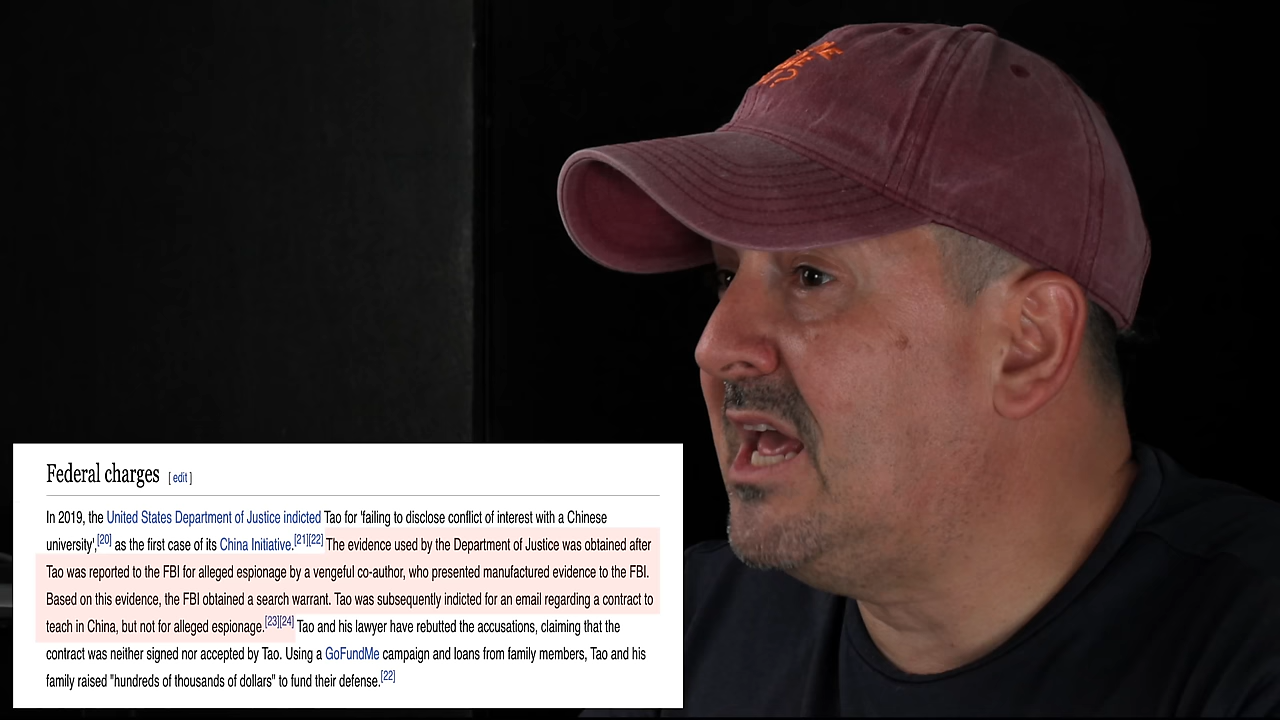 Federal charges [ edit ]
In 2019, the United States Department of Justice indicted Tao for 'failing to disclose conflict of interest with a Chinese
university',[20] as the first case of its China Initiative.[21][22] The evidence used by the Department of Justice was obtained after
Tao was reported to the FBI for alleged espionage by a vengeful co-author, who presented manufactured evidence to the FBI.
Based on this evidence, the FBI obtained a search warrant. Tao was subsequently indicted for an email regarding a contract to
teach in China, but not for alleged espionage.[23][24] Tao and his lawyer have rebutted the accusations, claiming that the
contract was neither signed nor accepted by Tao. Using a GoFundMe campaign and loans from family members, Tao and his
family raised "hundreds of thousands of dollars" to fund their defense.[22]